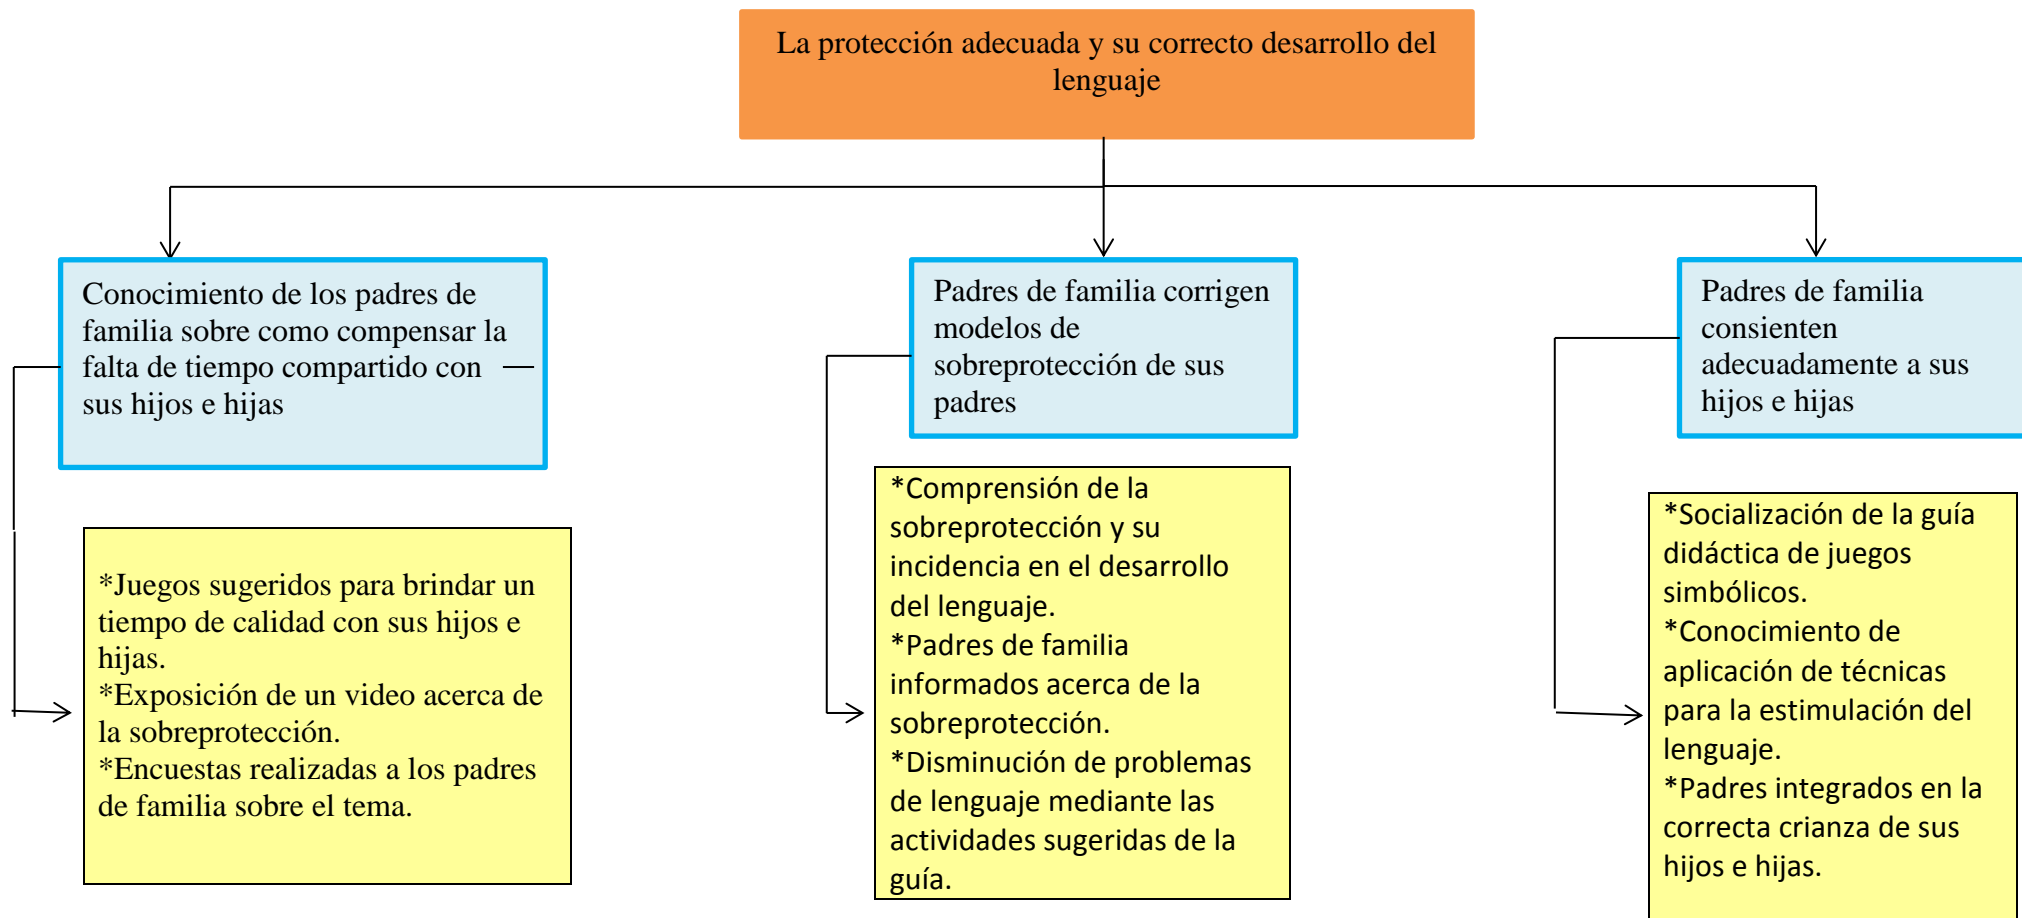 La protección adecuada y su correcto desarrollo del
lenguaje
Conocimiento de los padres de
familia sobre como compensar la
falta de tiempo compartido con
sus hijos e hijas
Padres de familia corrigen
modelos de
sobreprotección de sus
padres
Padres de familia
consienten
adecuadamente a sus
hijos e hijas
*Juegos sugeridos para brindar un
tiempo de calidad con sus hijos e
hijas.
*Exposición de un video acerca de
la sobreprotección.
*Encuestas realizadas a los padres
de familia sobre el tema.
*Comprensión de la
sobreprotección y su
incidencia en el desarrollo
del lenguaje.
*Padres de familia
informados acerca de la
sobreprotección.
*Disminución de problemas
de lenguaje mediante las
actividades sugeridas de la
guía.
*Socialización de la guía
didáctica de juegos
simbólicos.
*Conocimiento de
aplicación de técnicas
para la estimulación del
lenguaje.
*Padres integrados en la
correcta crianza de sus
hijos e hijas.